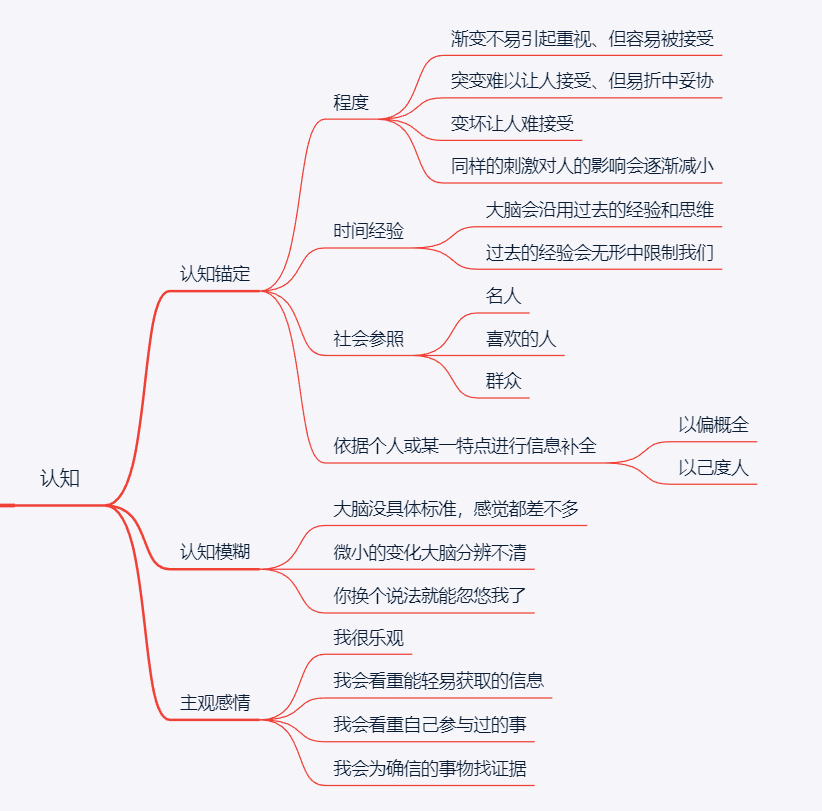 渐变不易引起重视、但容易被接受
突变难以让人接受、但易折中妥协
程度
变坏让人难接受
同样的刺激对人的影响会逐渐减小
大脑会沿用过去的经验和思维
时间经验
过去的经验会无形中限制我们
认知锚定
名人
社会参照
喜欢的人
群众
以偏概全
依据个人或某一特点进行信息补全
以己度人
认知
大脑没具体标准，感觉都差不多
认知模糊
微小的变化大脑分辨不清
你换个说法就能忽悠我了
我很乐观
我会看重能轻易获取的信息
主观感情
我会看重自己参与过的事
我会为确信的事物找证据